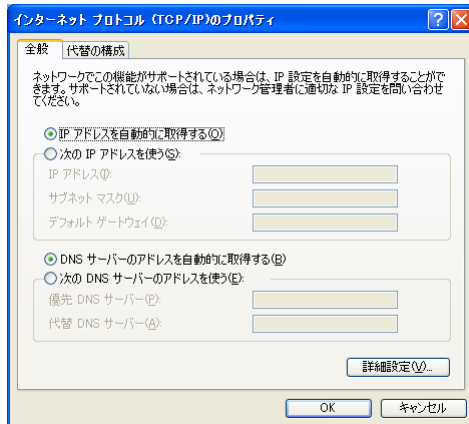 インターネット プロトコル (TCP/IP)のプロパティ
全般
代替の構成
ネットワークでこの機能がサポートされている場合は、IP 設定を自動的に取得することがで
きます。サポートされていない場合は、ネットワーク管理者に適切な IP 設定を問い合わせ
てください。
IP アドレスを自動的に取得する(O)
次の IP アドレスを使う(S):
IP アドレス(I):
サブネット マスク(U):
デフォルト ゲートウェイ(D):
DNS サーバーのアドレスを自動的に取得する(B)
次の DNS サーバーのアドレスを使う(E):
優先 DNS サーバー(P):
代替 DNS サーバー(A):
詳細設定(V)...
OK
キャンセル